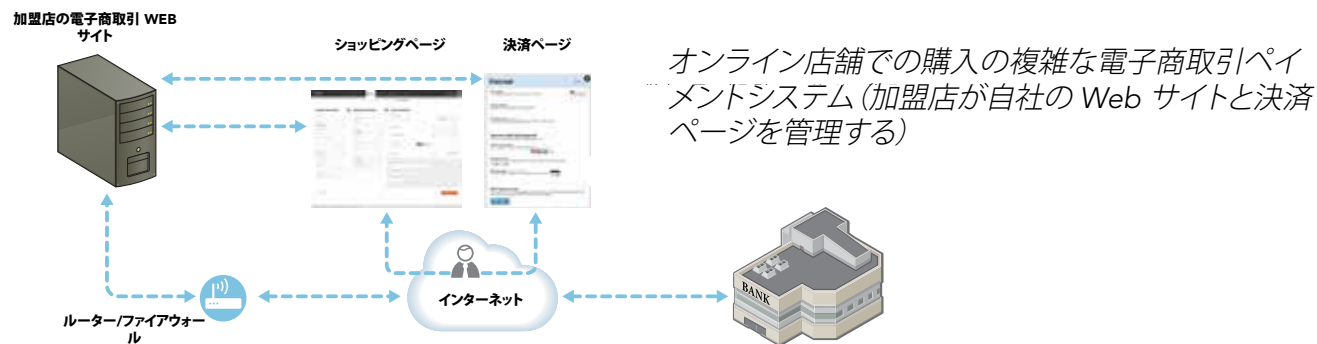 加盟店の電子商取引 WEB
サイト
ショッピングページ
決済ページ
オンライン店舗での購入の複雑な電子商取引ペイ
メントシステム（加盟店が自社の Web サイトと決済
ページを管理する）
BANK
インターネット
ルーター/ファイアウォー
ル